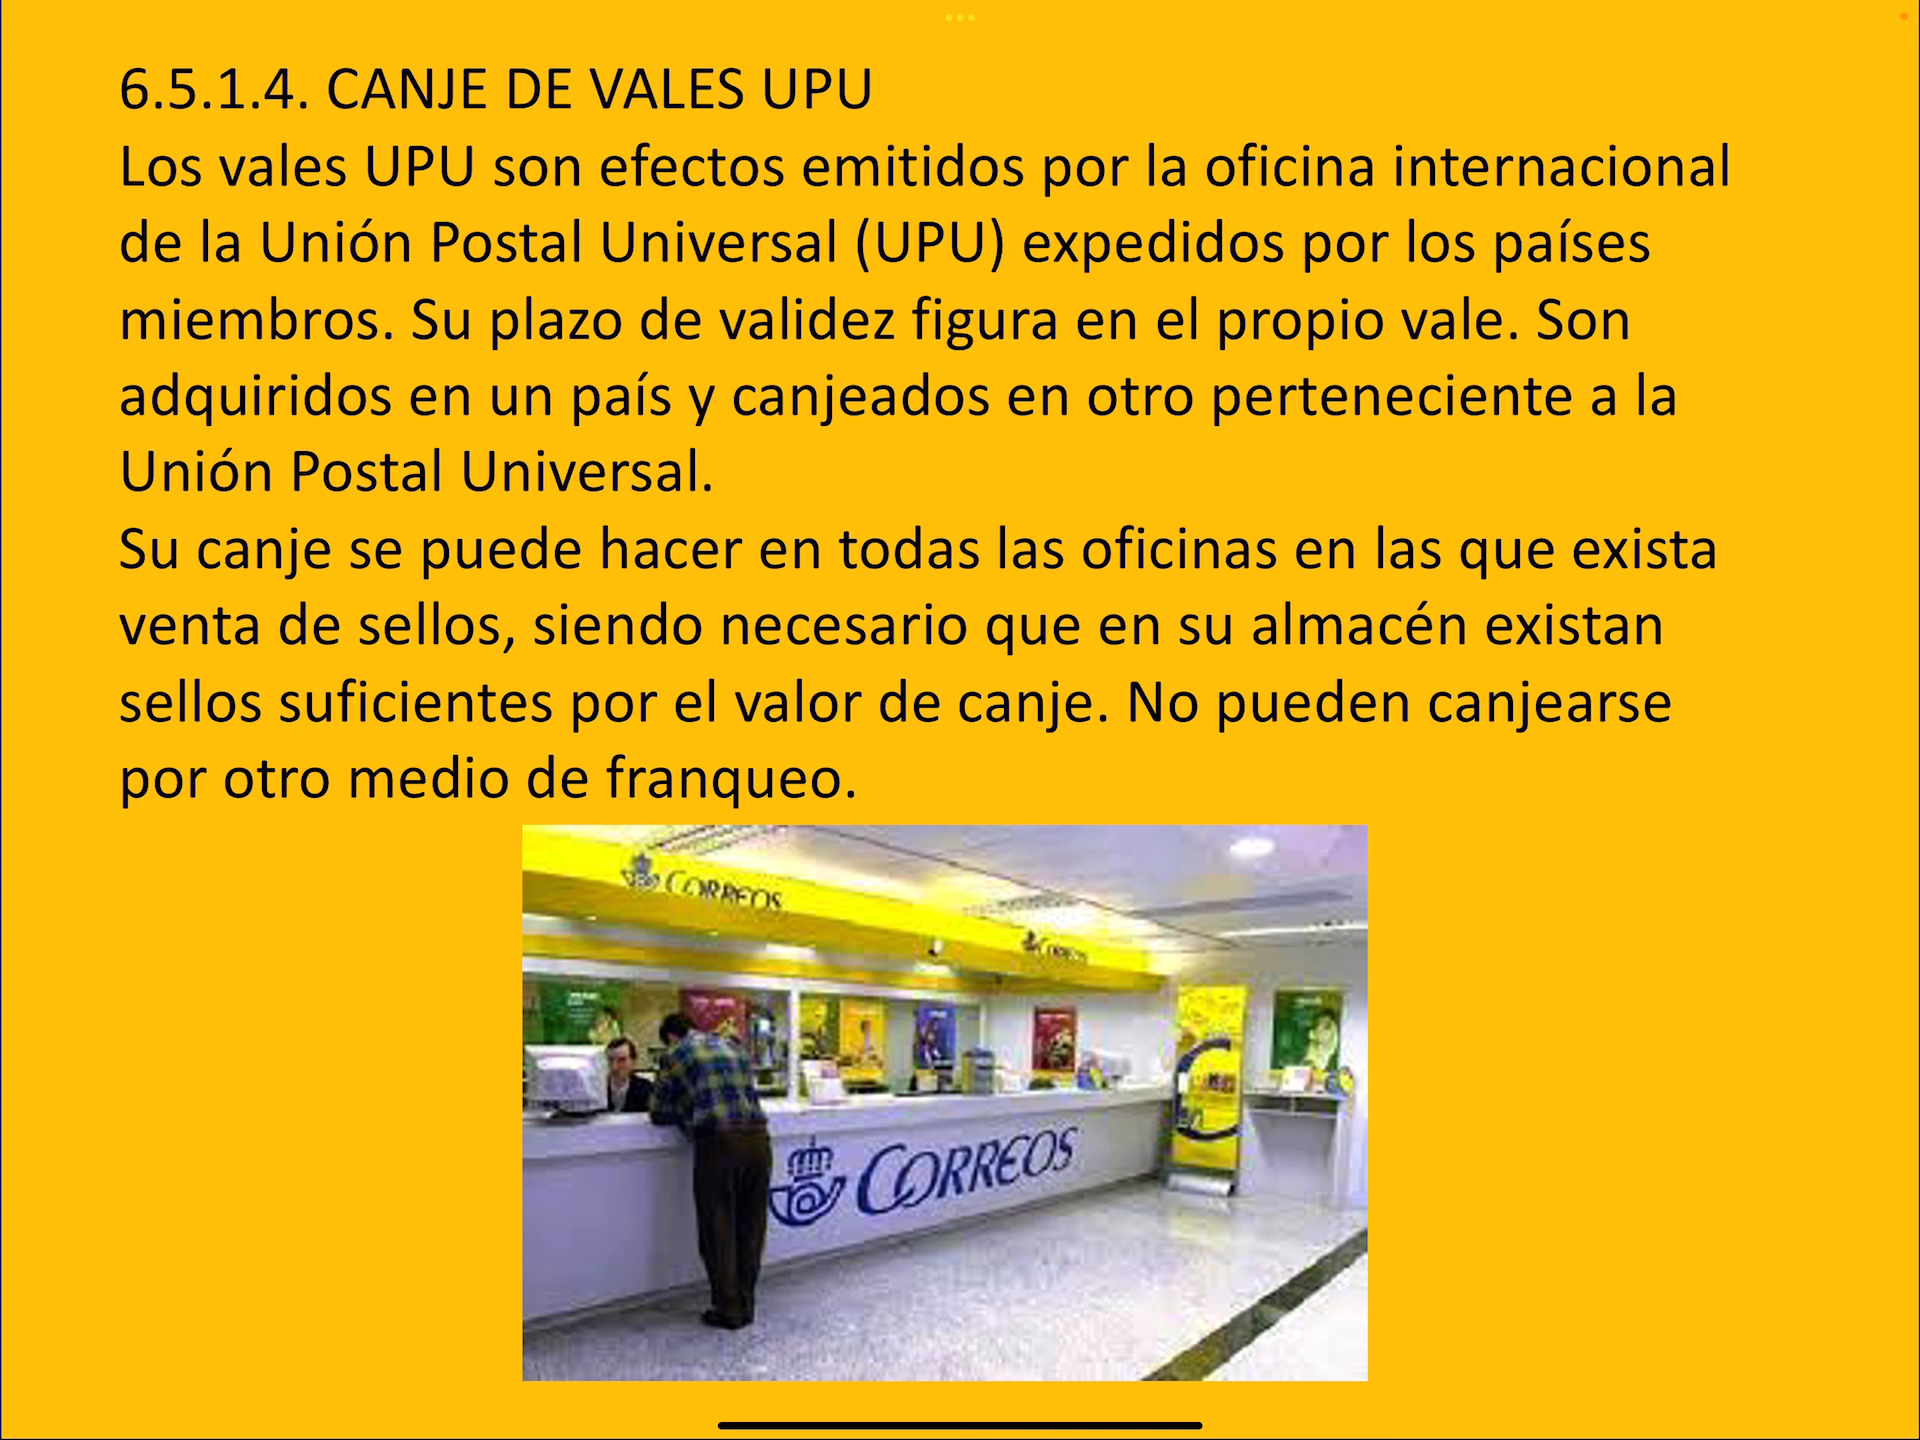 6.5.1.4. CANJE DE VALES UPU
Los vales UPU son efectos emitidos por la oficina internacional
de la Unión Postal Universal (UPU) expedidos por los países
miembros. Su plazo de validez figura en el propio vale. Son
adquiridos en un país y canjeados en otro perteneciente a la
Unión Postal Universal.
Su canje se puede hacer en todas las oficinas en las que exista
venta de sellos, siendo necesario que en su almacén existan
sellos suficientes por el valor de canje. No pueden canjearse
por otro medio de franqueo.
CORREOS
CORREOS
CORREOS